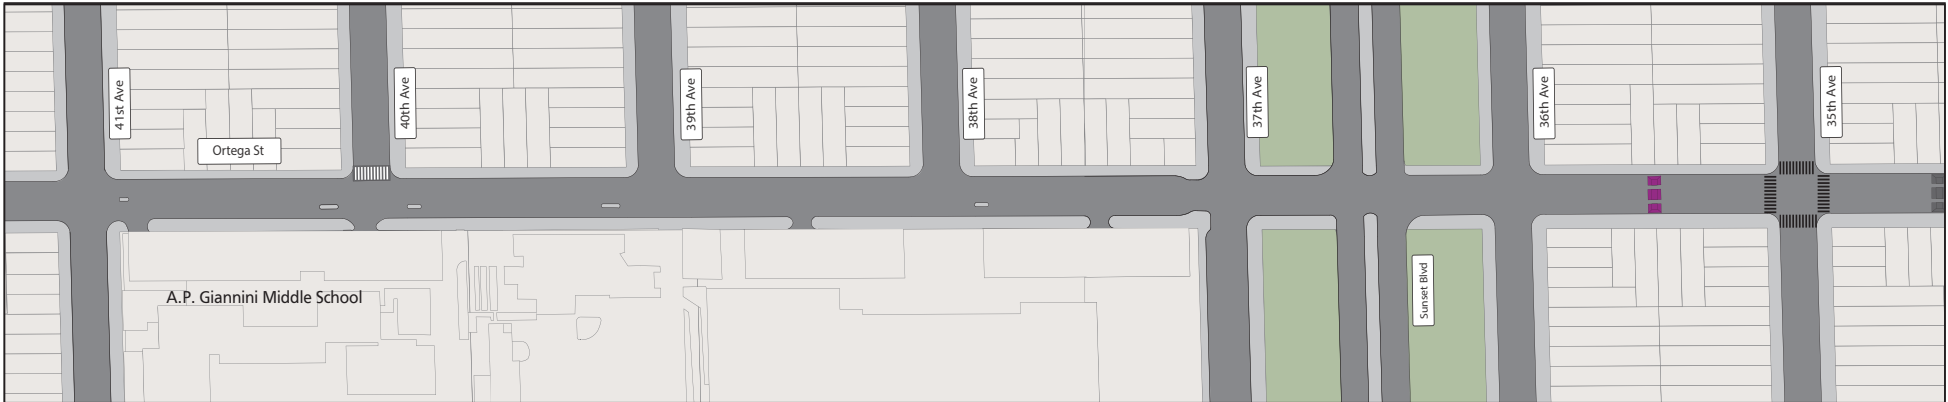 41st Ave
40th Ave
39th Ave
38th Ave
37th Ave
36th Ave
35th Ave
Ortega St
A.P. Giannini Middle School
Sunset Blvd